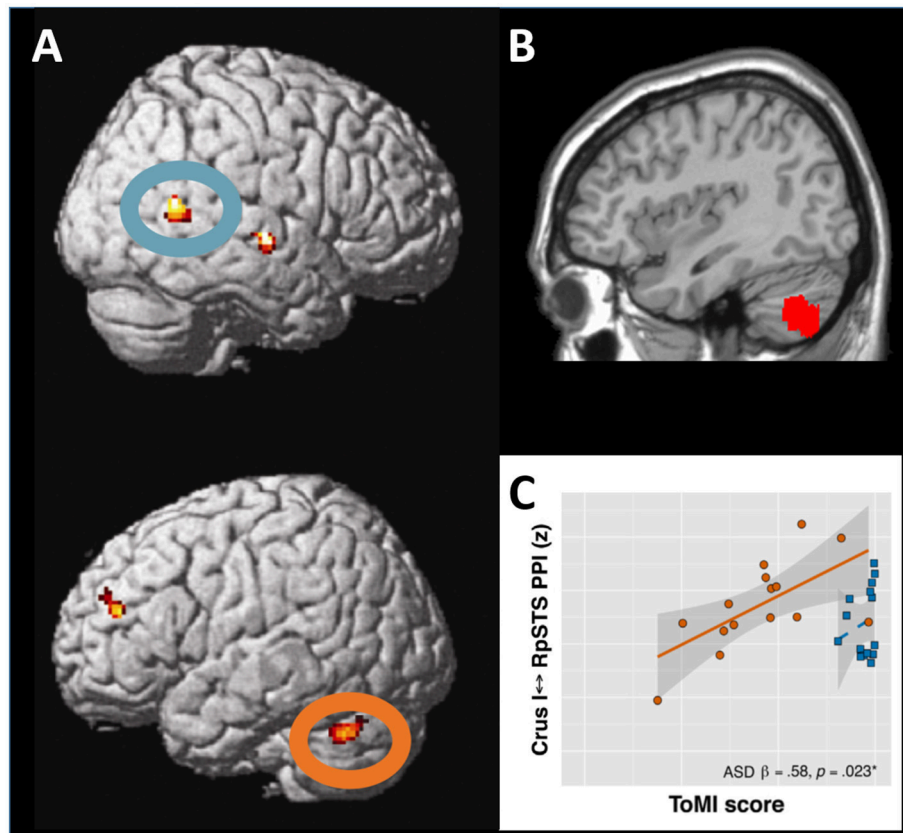 A
B
C
Crus I↔ RpSTS PPI (z)
ASD β = .58, p = .023*
ToMI score